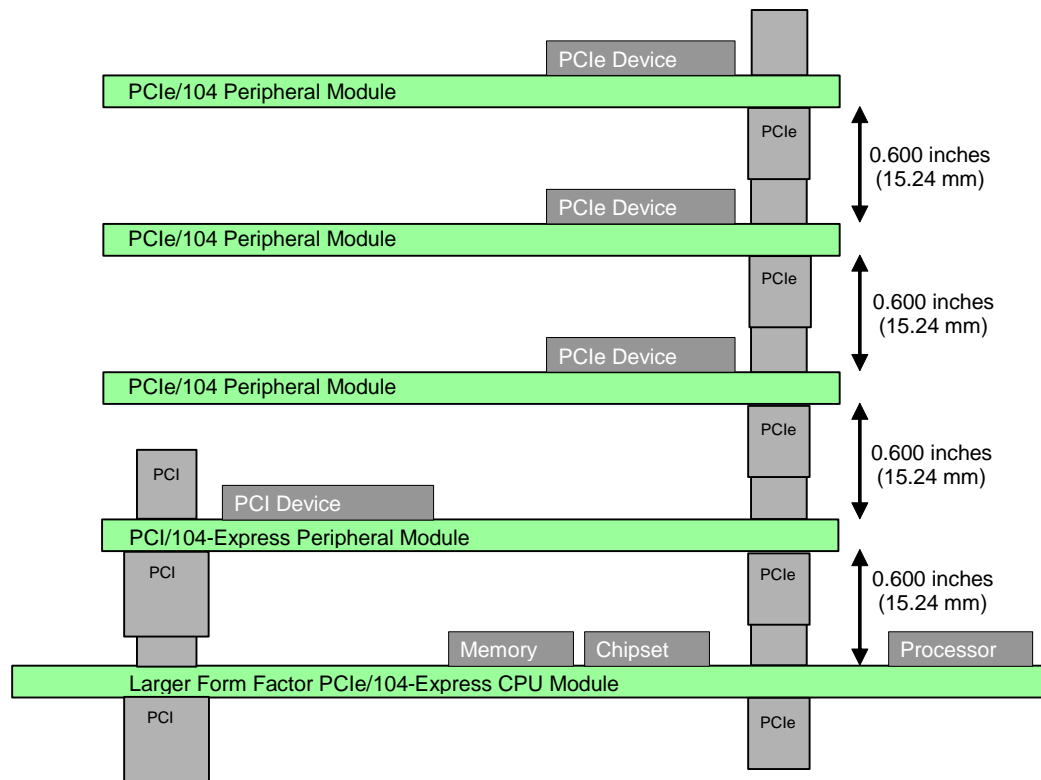 PCIe Device
PCIe/104 Peripheral Module
PCIe
0.600 inches
(15.24 mm)
PCIe Device
PCIe/104 Peripheral Module
PCIe
0.600 inches
(15.24 mm)
PCIe Device
PCIe/104 Peripheral Module
PCIe
0.600 inches
(15.24 mm)
PCI
PCI Device
PCI/104-Express Peripheral Module
PCI
PCIe
0.600 inches
(15.24 mm)
Memory
Chipset
Processor
Larger Form Factor PCIe/104-Express CPU Module
PCI
PCIe